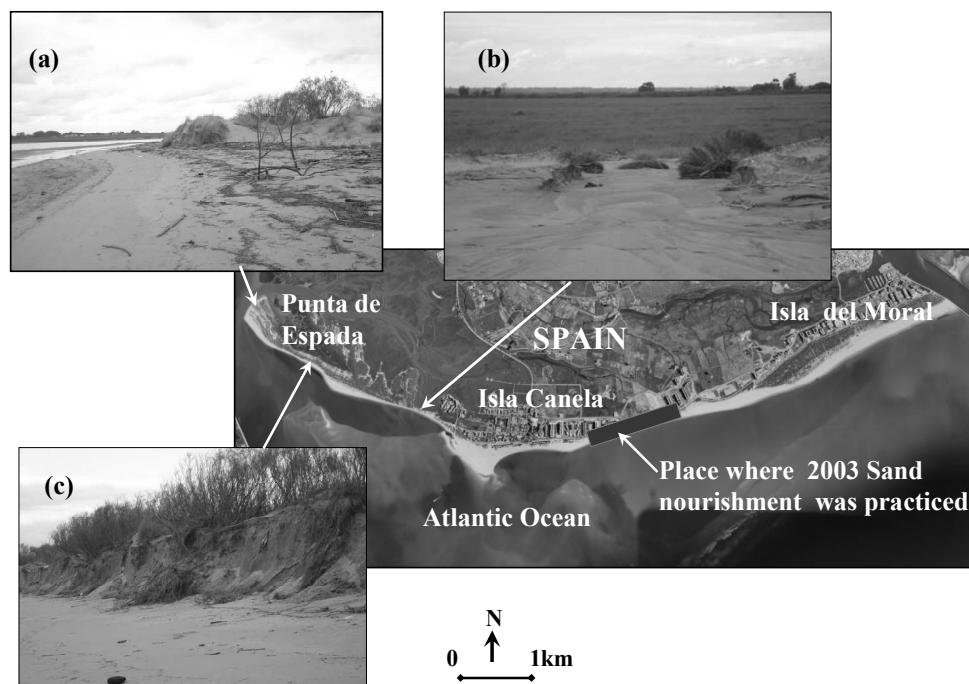 (a)
(b)
Punta de
Espada
SPAIN
Isla del Moral
Isla Canela
Place where 2003 Sand
nourishment was practiced
(c)
Atlantic Ocean
N
0 1km